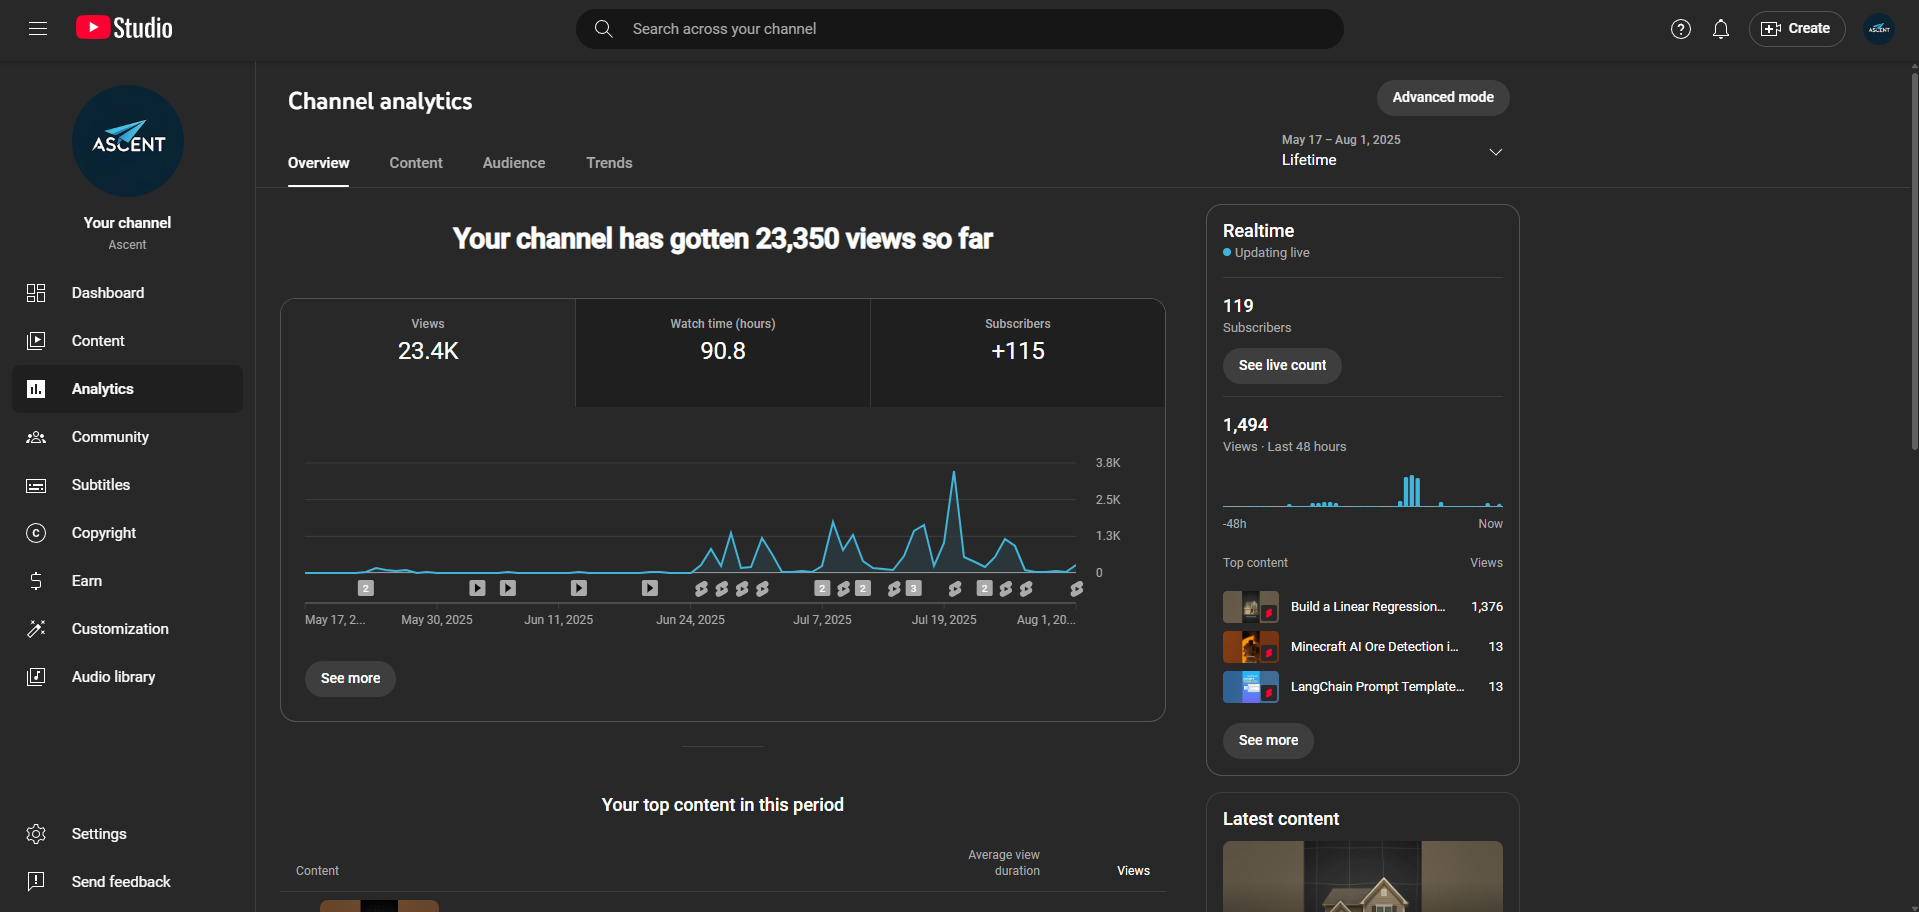 Studio
Search across your channel
Create
ASCENT
ASCENT
Your channel
Ascent
Dashboard
Content
Analytics
Community
Subtitles
Copyright
Earn
Customization
Audio library
Settings
Send feedback
Channel analytics
Advanced mode
May 17 – Aug 1, 2025
Lifetime
Overview
Content
Audience
Trends
Your channel has gotten 23,350 views so far
Views
23.4K
Watch time (hours)
90.8
Subscribers
+115
3.8K
2.5K
1.3K
0
2
2
2
3
2
May 17, 2...
May 30, 2025
Jun 11, 2025
Jun 24, 2025
Jul 7, 2025
Jul 19, 2025
Aug 1, 20...
See more
Your top content in this period
Content
Average view
duration
Views
Realtime
Updating live
119
Subscribers
See live count
1,494
Views · Last 48 hours
-48h
Now
Top content
Views
Build a Linear Regression...
1,376
Minecraft AI Ore Detection i...
13
LangChain Prompt Template...
13
See more
Latest content